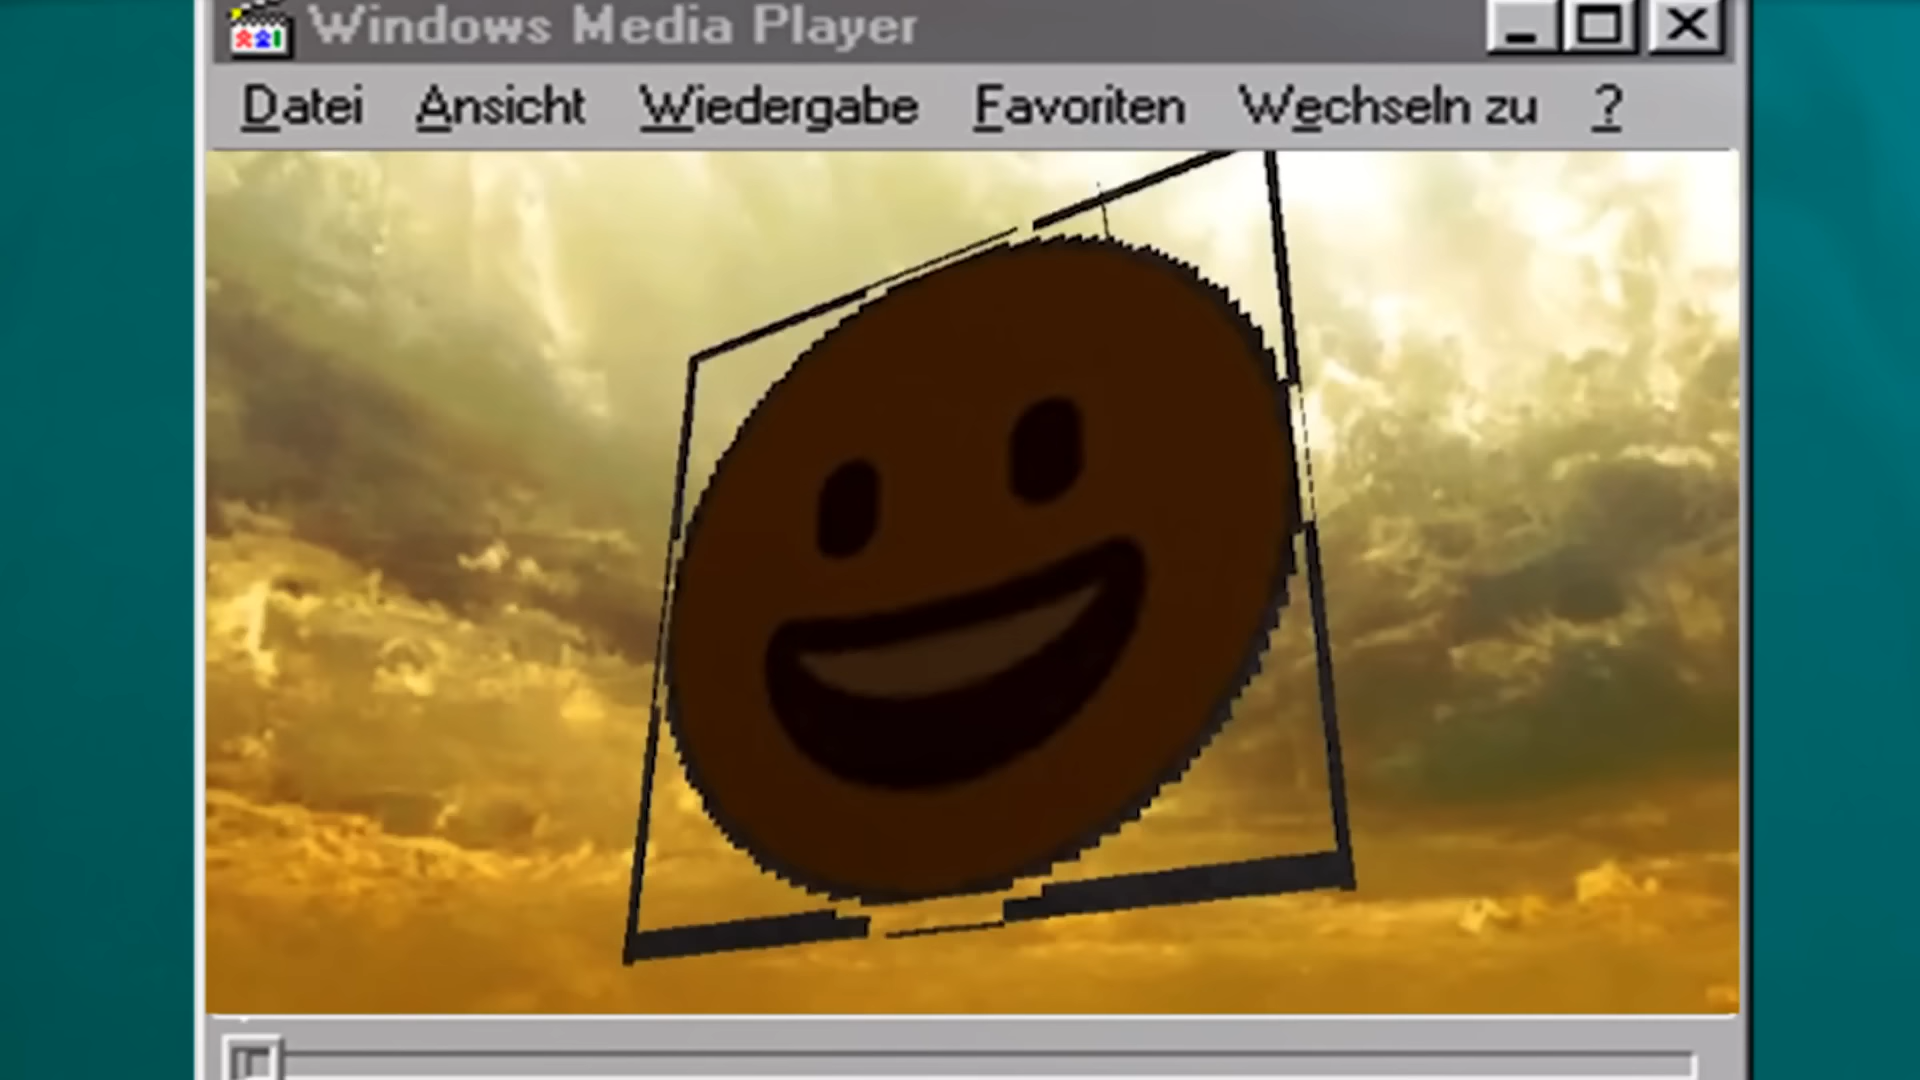 Windows Media Player
Datei Ansicht Wiedergabe Favoriten Wechseln zu ?